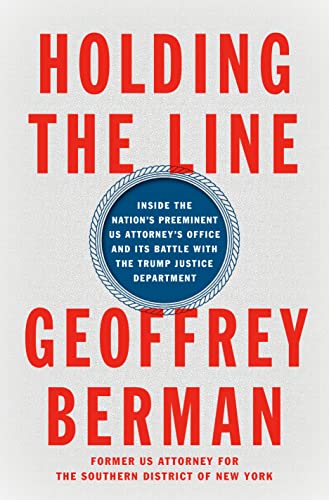 HOLDING
THE LINE
INSIDE THE
NATION'S PREEMINENT
US ATTORNEY'S OFFICE
AND ITS BATTLE WITH
THE TRUMP JUSTICE
DEPARTMENT
GEOFFREY
BERMAN
FORMER US ATTORNEY FOR
THE SOUTHERN DISTRICT OF NEW YORK